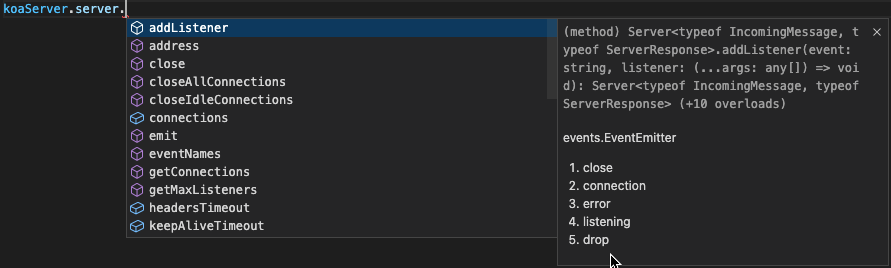 koaServer.server.
addListener
address
close
closeAllConnections
closeIdleConnections
connections
emit
eventNames
getConnections
getMaxListeners
headersTimeout
keepAliveTimeout
(method) Server<typeof IncomingMessage, t
ypeof ServerResponse>.addListener(event:
string, listener: (...args: any[]) => voi
d): Server<typeof IncomingMessage, typeof
ServerResponse> (+10 overloads)
events.EventEmitter
1. close
2. connection
3. error
4. listening
5. drop